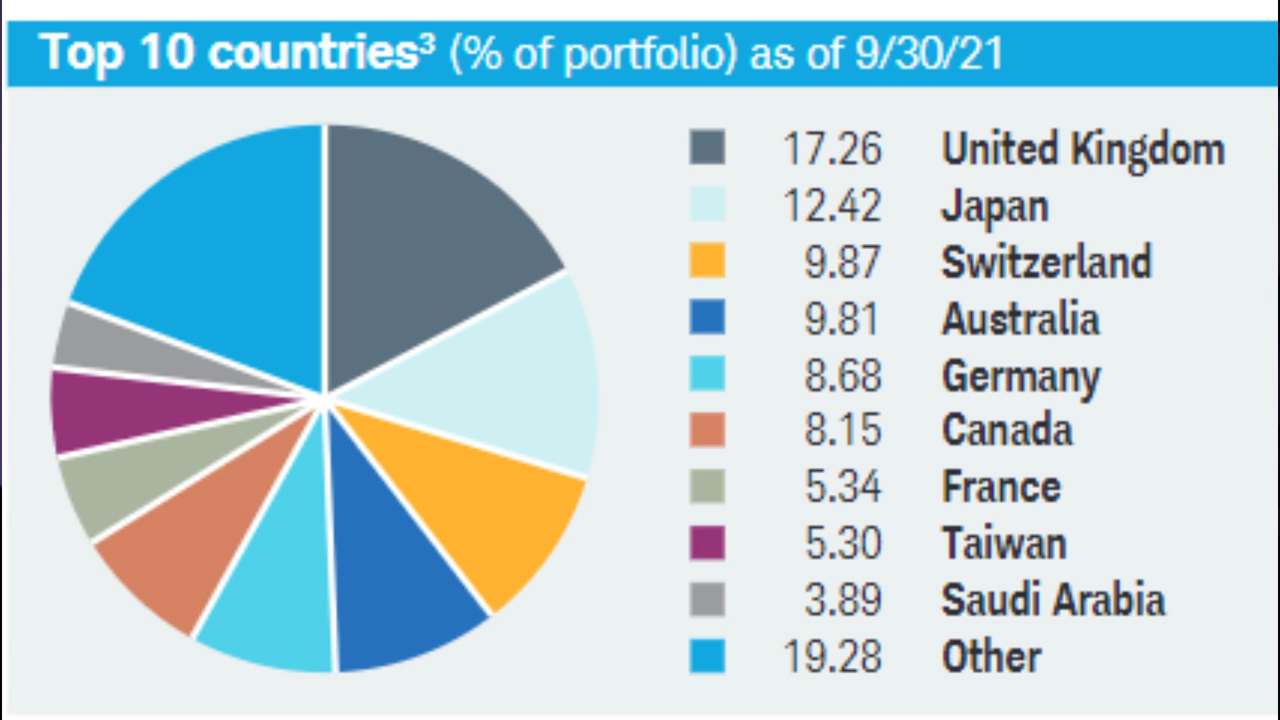 Top 10 countries³ (% of portfolio) as of 9/30/21
17.26 United Kingdom
12.42 Japan
9.87 Switzerland
9.81 Australia
8.68 Germany
8.15 Canada
5.34 France
5.30 Taiwan
3.89 Saudi Arabia
19.28 Other